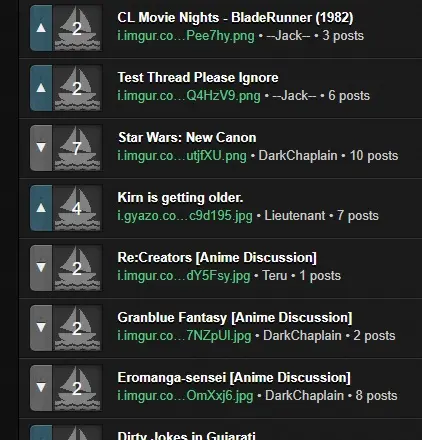 2
CL Movie Nights - BladeRunner (1982)
i.imgur.co...Pee7hy.png • --Jack-- • 3 posts
2
Test Thread Please Ignore
i.imgur.co...Q4HzV9.png • --Jack-- • 6 posts
7
Star Wars: New Canon
i.imgur.co...utjfXU.png • DarkChaplain • 10 posts
4
Kirn is getting older.
i.gyazo.co...c9d195.jpg • Lieutenant • 7 posts
2
Re:Creators [Anime Discussion]
i.imgur.co...dY5Fsy.jpg • Teru • 1 posts
2
Granblue Fantasy [Anime Discussion]
i.imgur.co...7NZpUl.jpg • DarkChaplain • 2 posts
2
Eromanga-sensei [Anime Discussion]
i.imgur.co...OmXxj6.jpg • DarkChaplain • 8 posts
Dirty Jokes in Gujarati